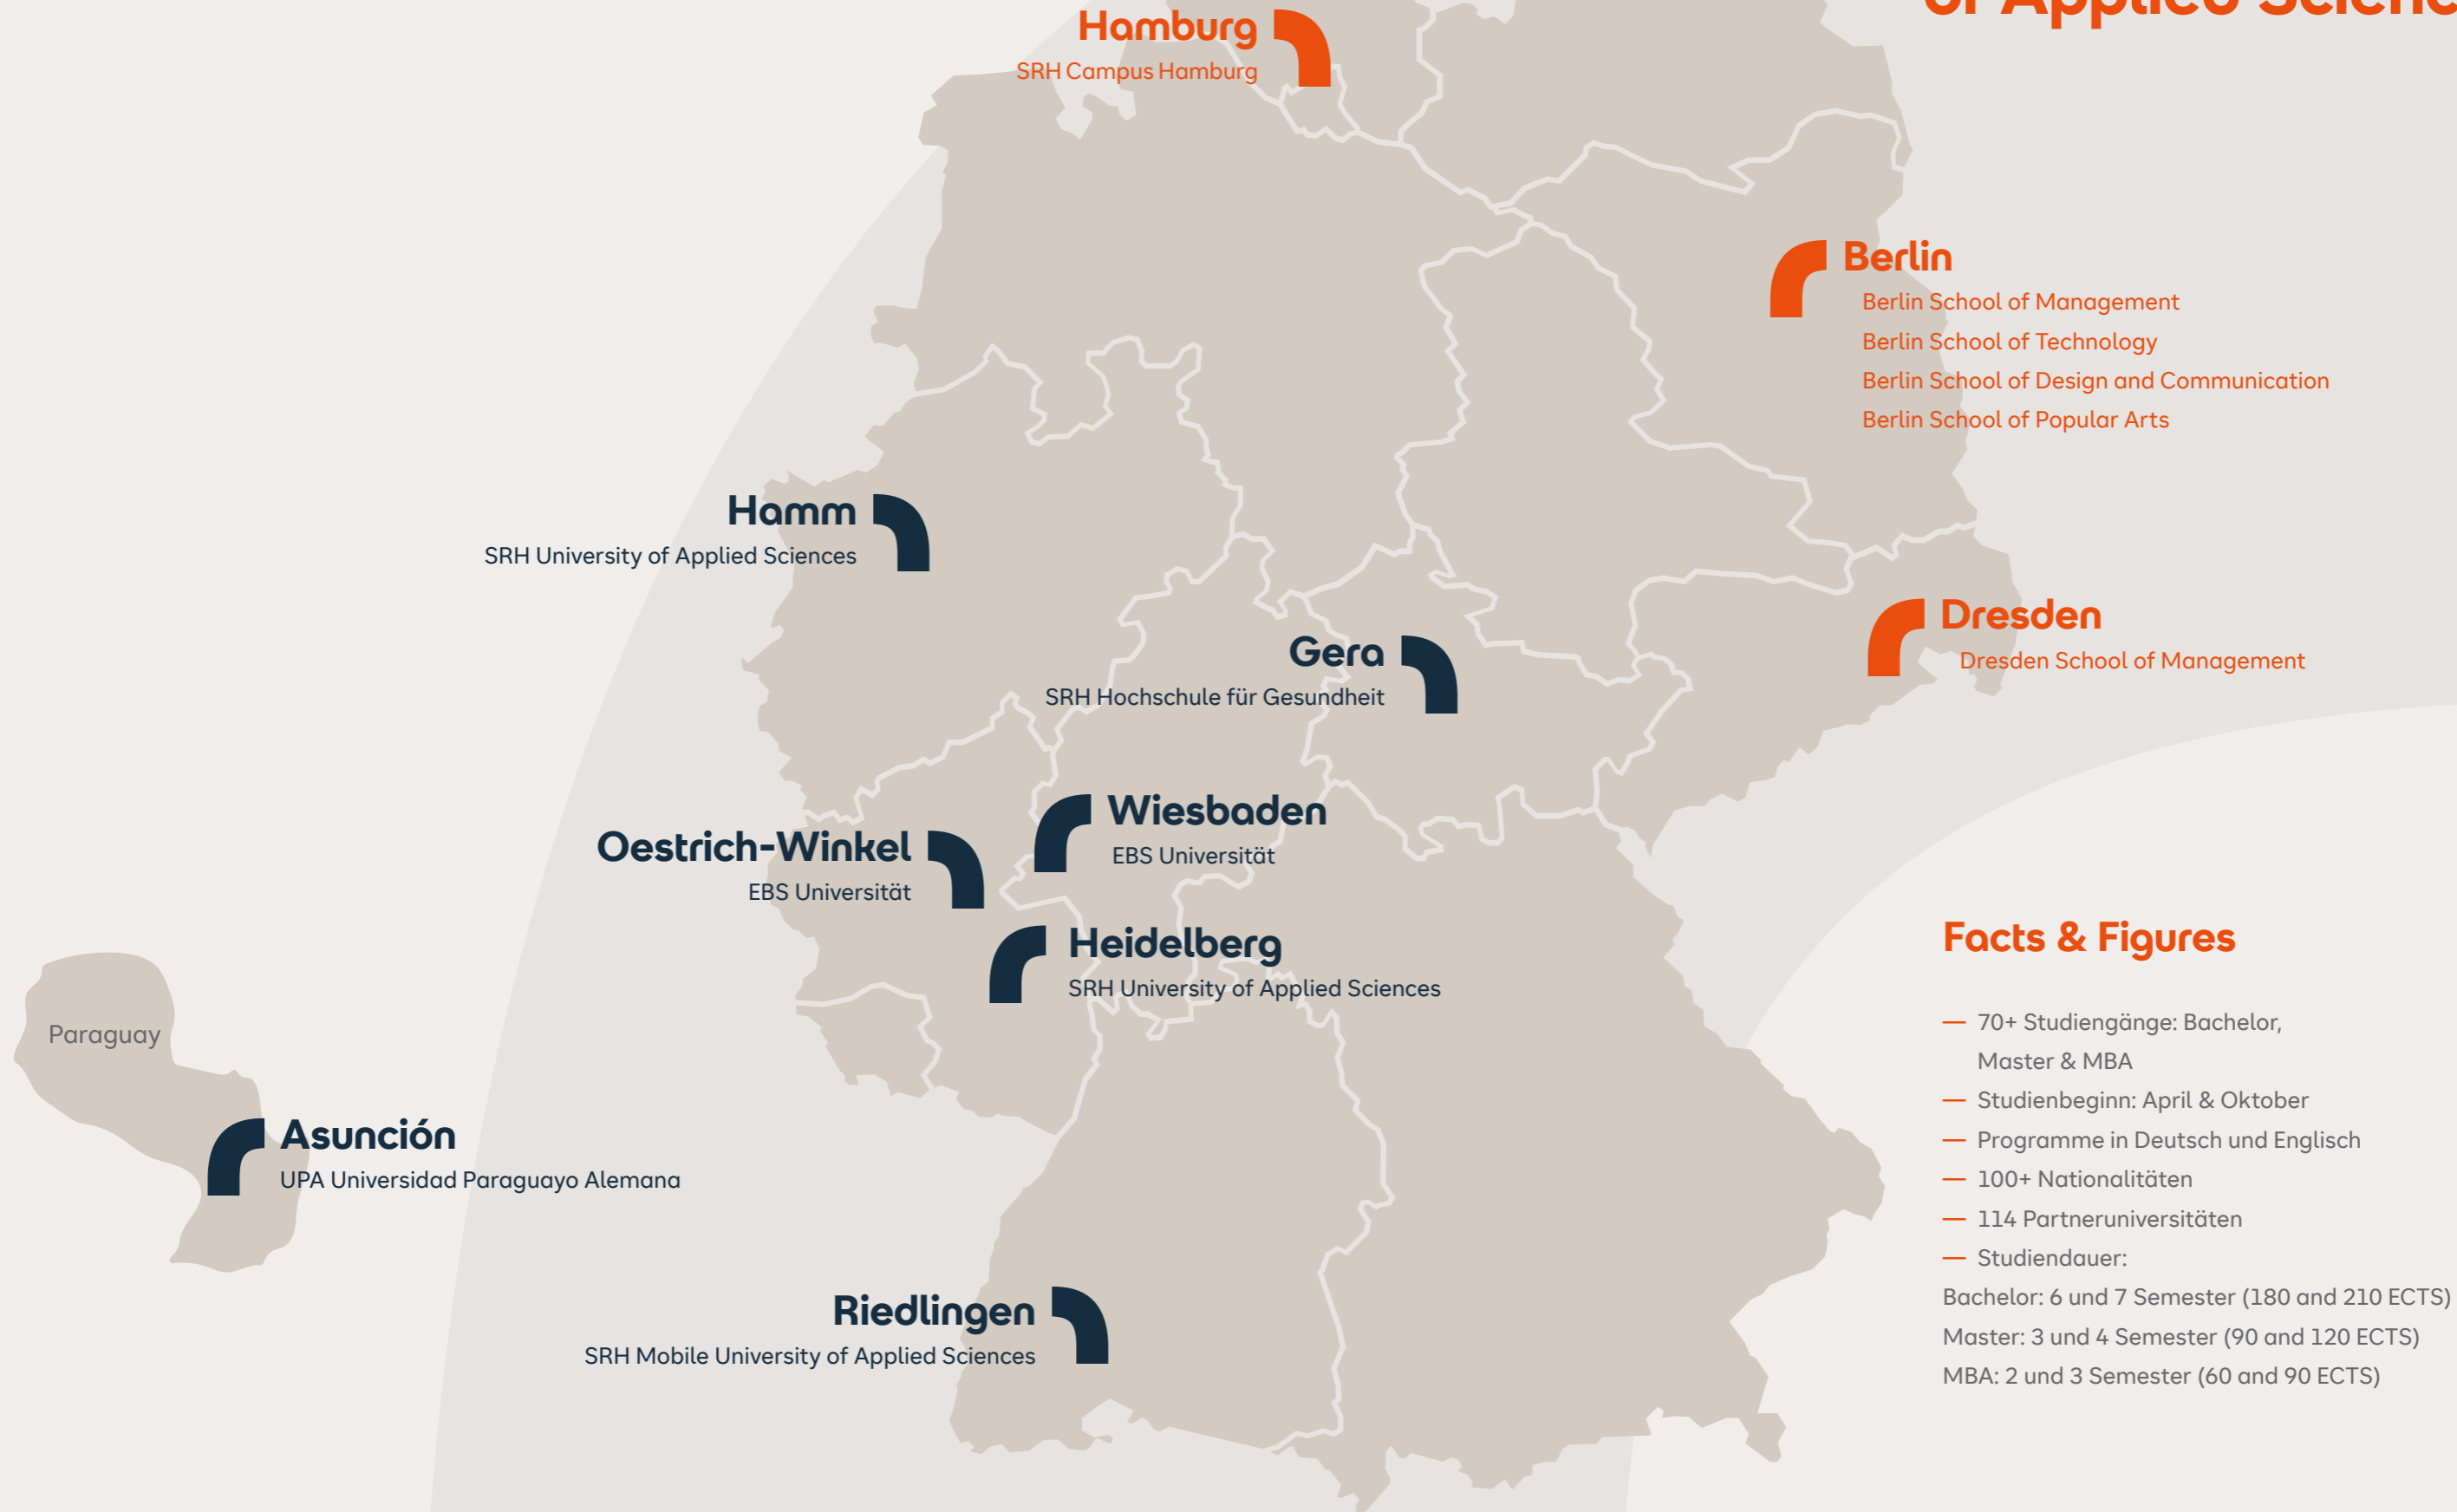 of Applied Scienc
Hamburg
SRH Campus Hamburg
Berlin
Berlin School of Management
Berlin School of Technology
Berlin School of Design and Communication
Berlin School of Popular Arts
Hamm
SRH University of Applied Sciences
Dresden
Dresden School of Management
Gera
SRH Hochschule für Gesundheit
Wiesbaden
EBS Universität
Oestrich-Winkel
EBS Universität
Heidelberg
SRH University of Applied Sciences
Paraguay
Asunción
UPA Universidad Paraguayo Alemana
Riedlingen
SRH Mobile University of Applied Sciences
Facts & Figures
— 70+ Studiengänge: Bachelor,
Master & MBA
— Studienbeginn: April & Oktober
— Programme in Deutsch und Englisch
— 100+ Nationalitäten
— 114 Partneruniversitäten
— Studiendauer:
Bachelor: 6 und 7 Semester (180 and 210 ECTS)
Master: 3 und 4 Semester (90 and 120 ECTS)
MBA: 2 und 3 Semester (60 and 90 ECTS)